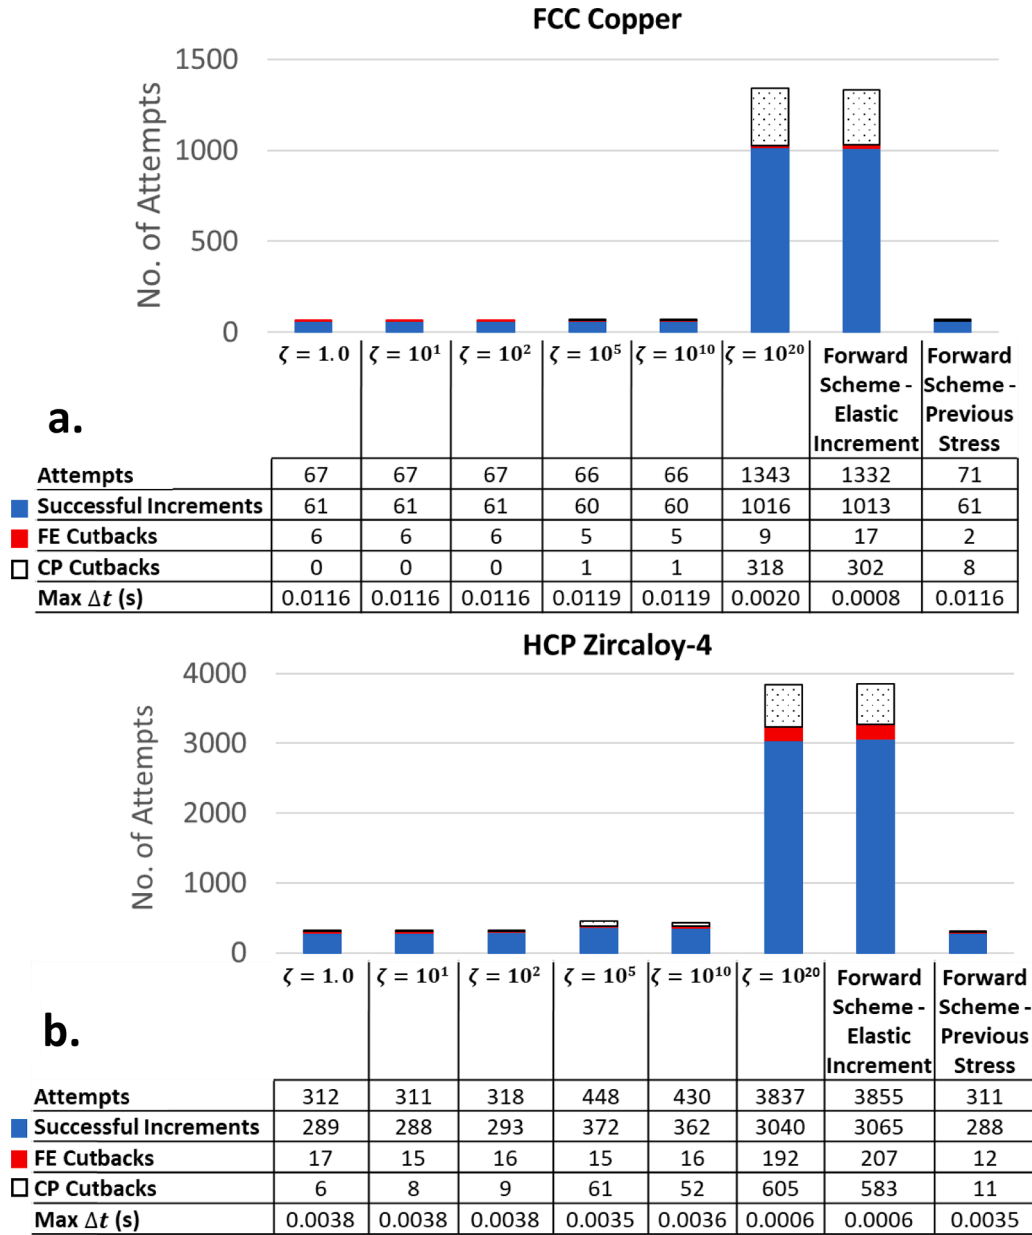 FCC Copper
No. of Attempts
1500
1000
500
0
ζ = 1.0 ζ = 10¹ ζ = 10² ζ = 10⁵ ζ = 10¹⁰ ζ = 10²⁰ Forward Scheme - Elastic Increment Forward Scheme - Previous Stress
a.
Attempts 67 67 67 66 66 1343 1332 71
Successful Increments 61 61 61 60 60 1016 1013 61
FE Cutbacks 6 6 6 5 5 9 17 2
CP Cutbacks 0 0 0 1 1 318 302 8
Max Δt (s) 0.0116 0.0116 0.0116 0.0119 0.0119 0.0020 0.0008 0.0116
HCP Zircaloy-4
No. of Attempts
4000
3000
2000
1000
0
ζ = 1.0 ζ = 10¹ ζ = 10² ζ = 10⁵ ζ = 10¹⁰ ζ = 10²⁰ Forward Scheme - Elastic Increment Forward Scheme - Previous Stress
b.
Attempts 312 311 318 448 430 3837 3855 311
Successful Increments 289 288 293 372 362 3040 3065 288
FE Cutbacks 17 15 16 15 16 192 207 12
CP Cutbacks 6 8 9 61 52 605 583 11
Max Δt (s) 0.0038 0.0038 0.0038 0.0035 0.0036 0.0006 0.0006 0.0035